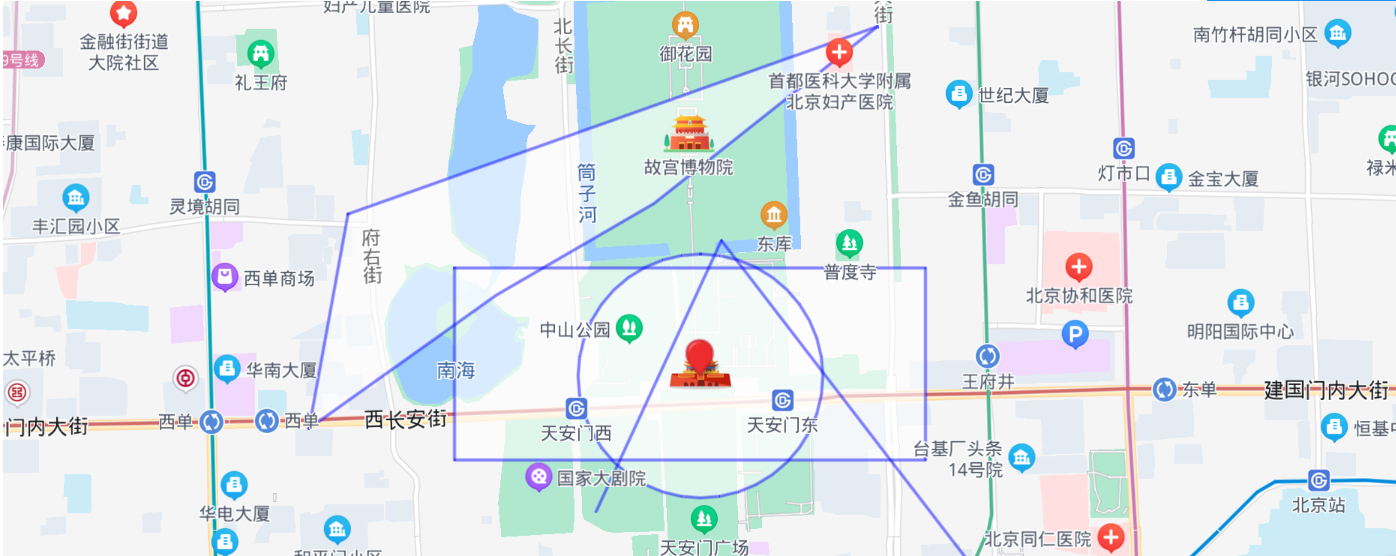 妇产儿童医院
北长街
街
御花园
南竹杆胡同小区
金融街街道
大院社区
9号线
礼王府
首都医科大学附属
北京妇产医院
银河SOHO
世纪大厦
康国际大厦
故宫博物院
灯市口
金宝大厦
禄米
灵境胡同
筒子河
金鱼胡同
丰汇园小区
府右街
东库
普度寺
西单商场
北京协和医院
中山公园
明阳国际中心
太平桥
华南大厦
南海
王府井
东单
建国门内大街
门内大街
西单
西单
西长安街
天安门西
天安门东
恒基中
台基厂头条
14号院
国家大剧院
北京站
华电大厦
天安门广场
北京同仁医院
和平门小区